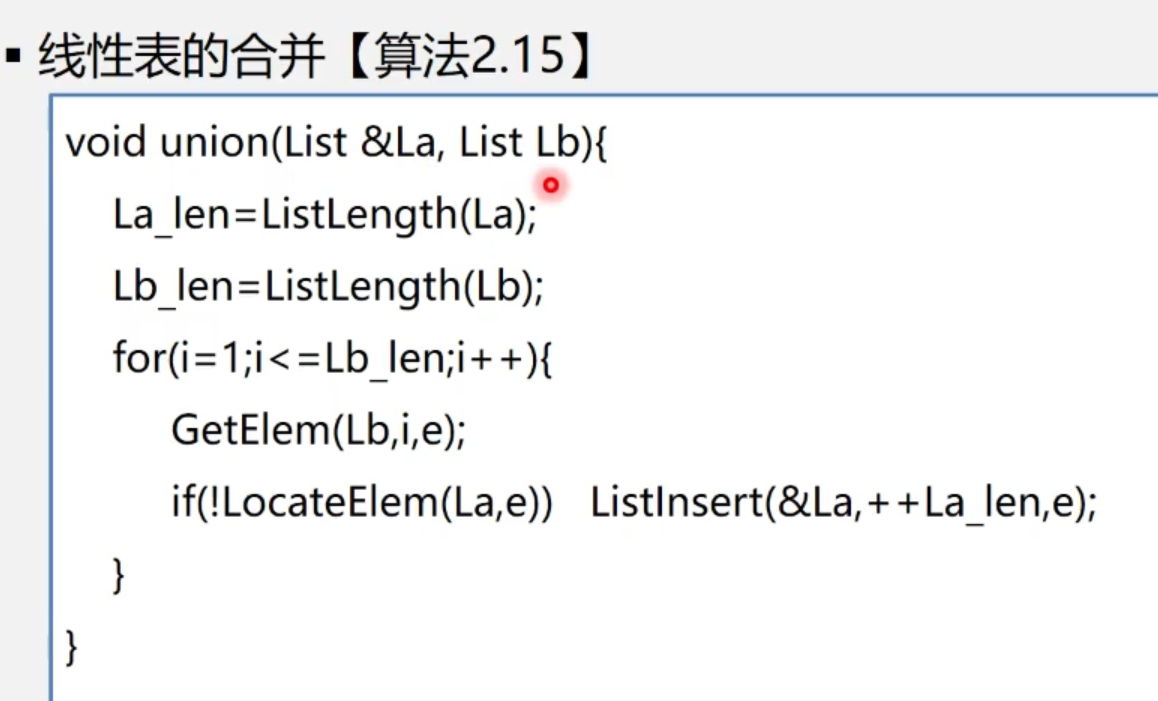 ▪ 线性表的合并【算法2.15】
void union(List &La, List Lb){
La_len=ListLength(La);
Lb_len=ListLength(Lb);
for(i=1;i<=Lb_len;i++){
GetElem(Lb,i,e);
if(!LocateElem(La,e)) ListInsert(&La,++La_len,e);
}
}